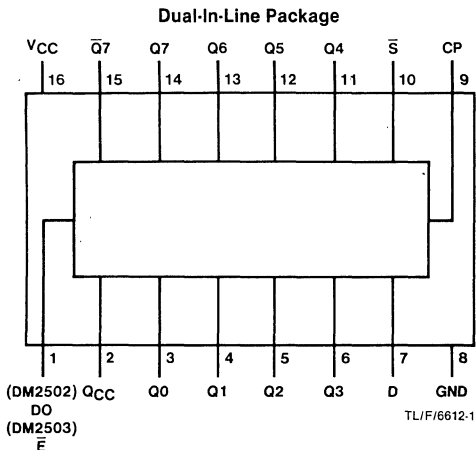 Dual-In-Line Package
VCC Q̅7 Q7 Q6 Q5 Q4 S̅ CP
16 15 14 13 12 11 10 9
1 2 3 4 5 6 7 8
(DM2502) QCC Q0 Q1 Q2 Q3 D GND
DO
(DM2503)
E̅
TL/F/6612-1